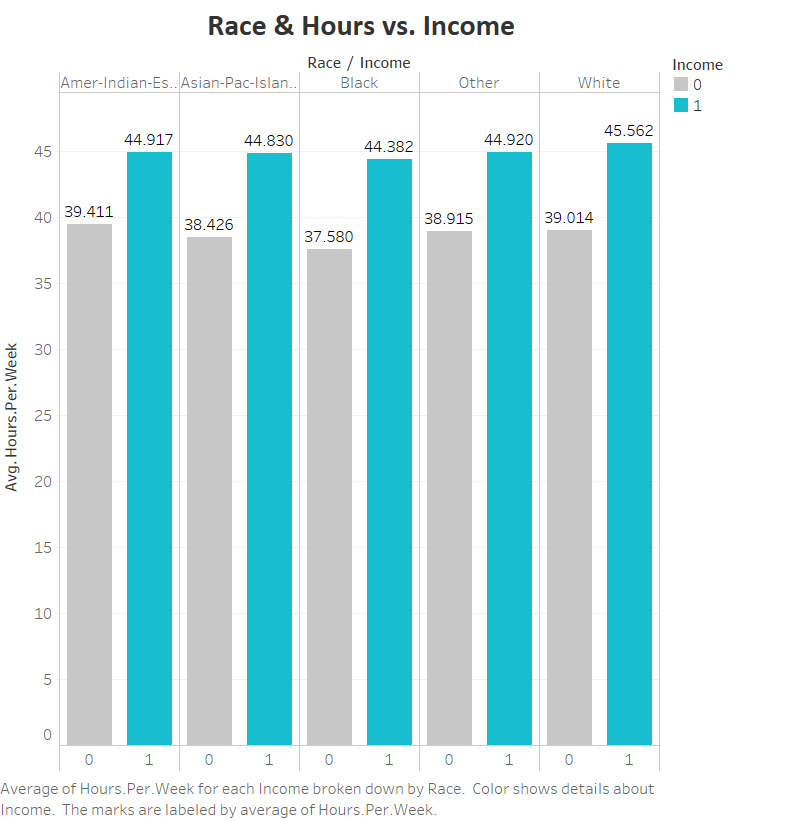 Race & Hours vs. Income
Race / Income
Amer-Indian-Es.. Asian-Pac-Islan.. Black Other White
Income
0
1
44.917 44.830 44.382 44.920 45.562
39.411 38.426 37.580 38.915 39.014
Avg. Hours.Per.Week
45
40
35
30
25
20
15
10
5
0
0 1 0 1 0 1 0 1 0 1
Average of Hours.Per.Week for each Income broken down by Race. Color shows details about
Income. The marks are labeled by average of Hours.Per.Week.